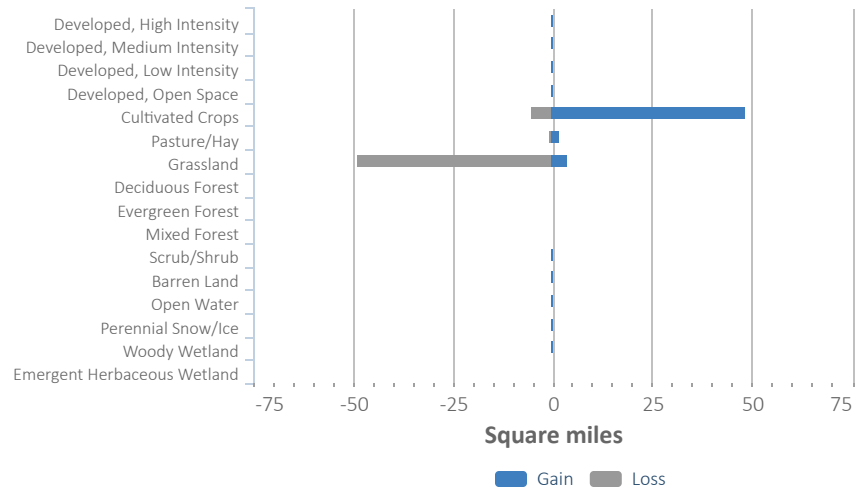 Developed, High Intensity
Developed, Medium Intensity
Developed, Low Intensity
Developed, Open Space
Cultivated Crops
Pasture/Hay
Grassland
Deciduous Forest
Evergreen Forest
Mixed Forest
Scrub/Shrub
Barren Land
Open Water
Perennial Snow/Ice
Woody Wetland
Emergent Herbaceous Wetland
-75 -50 -25 0 25 50 75
Square miles
Gain Loss